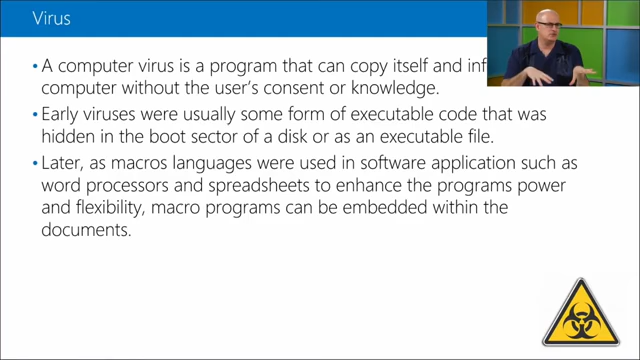 Virus
• A computer virus is a program that can copy itself and inf
computer without the user's consent or knowledge.
• Early viruses were usually some form of executable code that was
hidden in the boot sector of a disk or as an executable file.
• Later, as macros languages were used in software application such as
word processors and spreadsheets to enhance the programs power
and flexibility, macro programs can be embedded within the
documents.